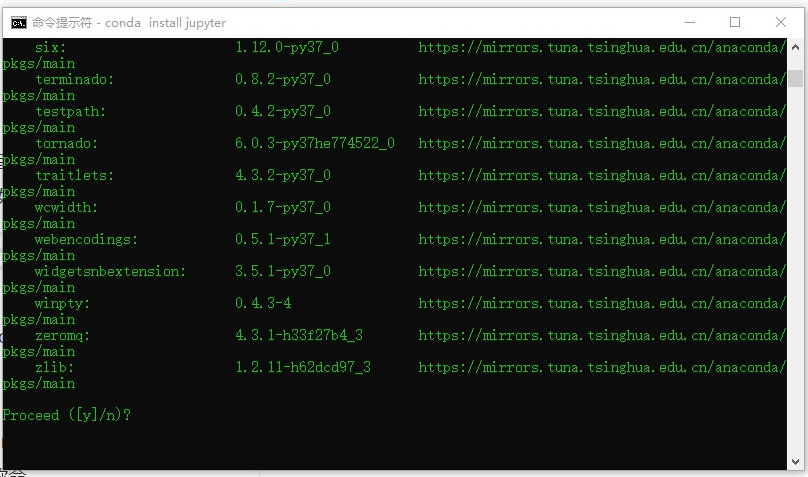 命令提示符 - conda  install jupyter
six: 1.12.0-py37_0 https://mirrors.tuna.tsinghua.edu.cn/anaconda/
pkgs/main
terminado: 0.8.2-py37_0 https://mirrors.tuna.tsinghua.edu.cn/anaconda/
pkgs/main
testpath: 0.4.2-py37_0 https://mirrors.tuna.tsinghua.edu.cn/anaconda/
pkgs/main
tornado: 6.0.3-py37he774522_0 https://mirrors.tuna.tsinghua.edu.cn/anaconda/
pkgs/main
traitlets: 4.3.2-py37_0 https://mirrors.tuna.tsinghua.edu.cn/anaconda/
pkgs/main
wcwidth: 0.1.7-py37_0 https://mirrors.tuna.tsinghua.edu.cn/anaconda/
pkgs/main
webencodings: 0.5.1-py37_1 https://mirrors.tuna.tsinghua.edu.cn/anaconda/
pkgs/main
widgetsnbextension: 3.5.1-py37_0 https://mirrors.tuna.tsinghua.edu.cn/anaconda/
pkgs/main
winpty: 0.4.3-4 https://mirrors.tuna.tsinghua.edu.cn/anaconda/
pkgs/main
zeromq: 4.3.1-h33f27b4_3 https://mirrors.tuna.tsinghua.edu.cn/anaconda/
pkgs/main
zlib: 1.2.11-h62dcd97_3 https://mirrors.tuna.tsinghua.edu.cn/anaconda/
pkgs/main
Proceed ([y]/n)?